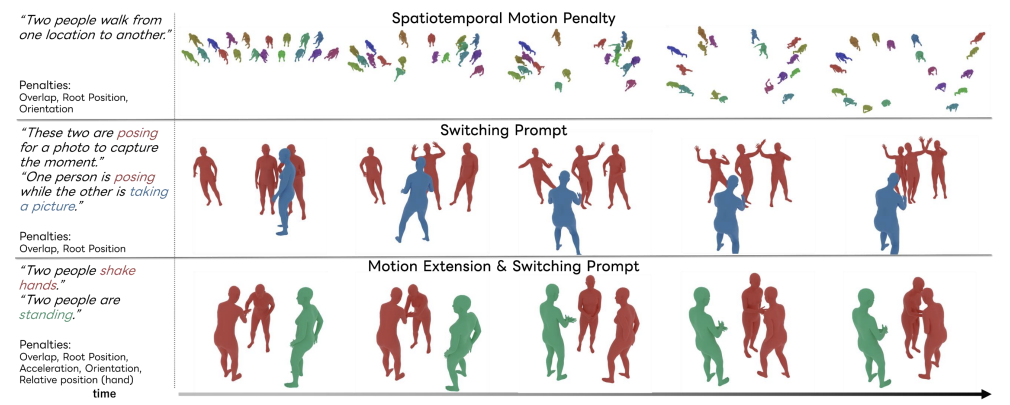 Spatiotemporal Motion Penalty
“Two people walk from
one location to another.”
Penalties:
Overlap, Root Position,
Orientation
Switching Prompt
“These two are posing
for a photo to capture
the moment.”
“One person is posing
while the other is taking
a picture.”
Penalties:
Overlap, Root Position
Motion Extension & Switching Prompt
“Two people shake
hands.”
“Two people are
standing.”
Penalties:
Overlap, Root Position,
Acceleration, Orientation,
Relative position (hand)
time